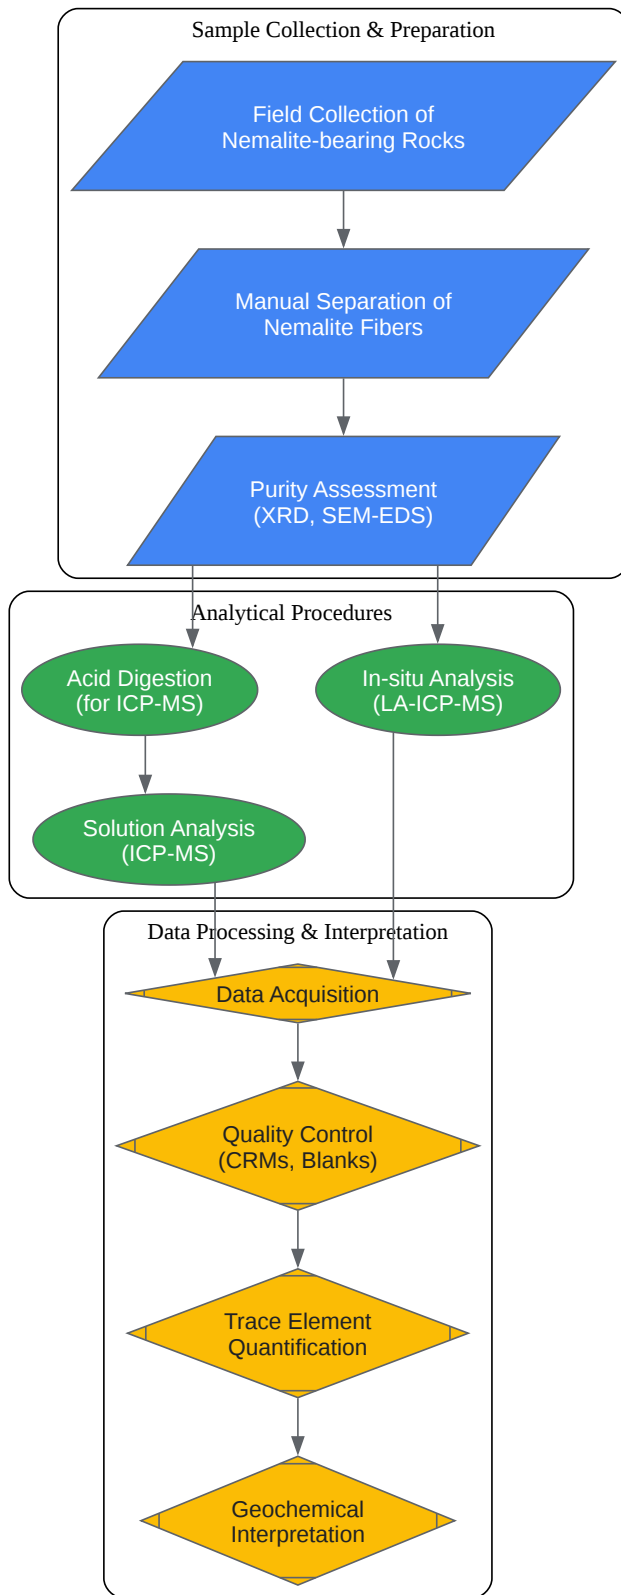 Sample Collection & Preparation
Field Collection of
Nemalite-bearing Rocks
Manual Separation of
Nemalite Fibers
Purity Assessment
(XRD, SEM-EDS)
Analytical Procedures
Acid Digestion
(for ICP-MS)
In-situ Analysis
(LA-ICP-MS)
Solution Analysis
(ICP-MS)
Data Processing & Interpretation
Data Acquisition
Quality Control
(CRMs, Blanks)
Trace Element
Quantification
Geochemical
Interpretation